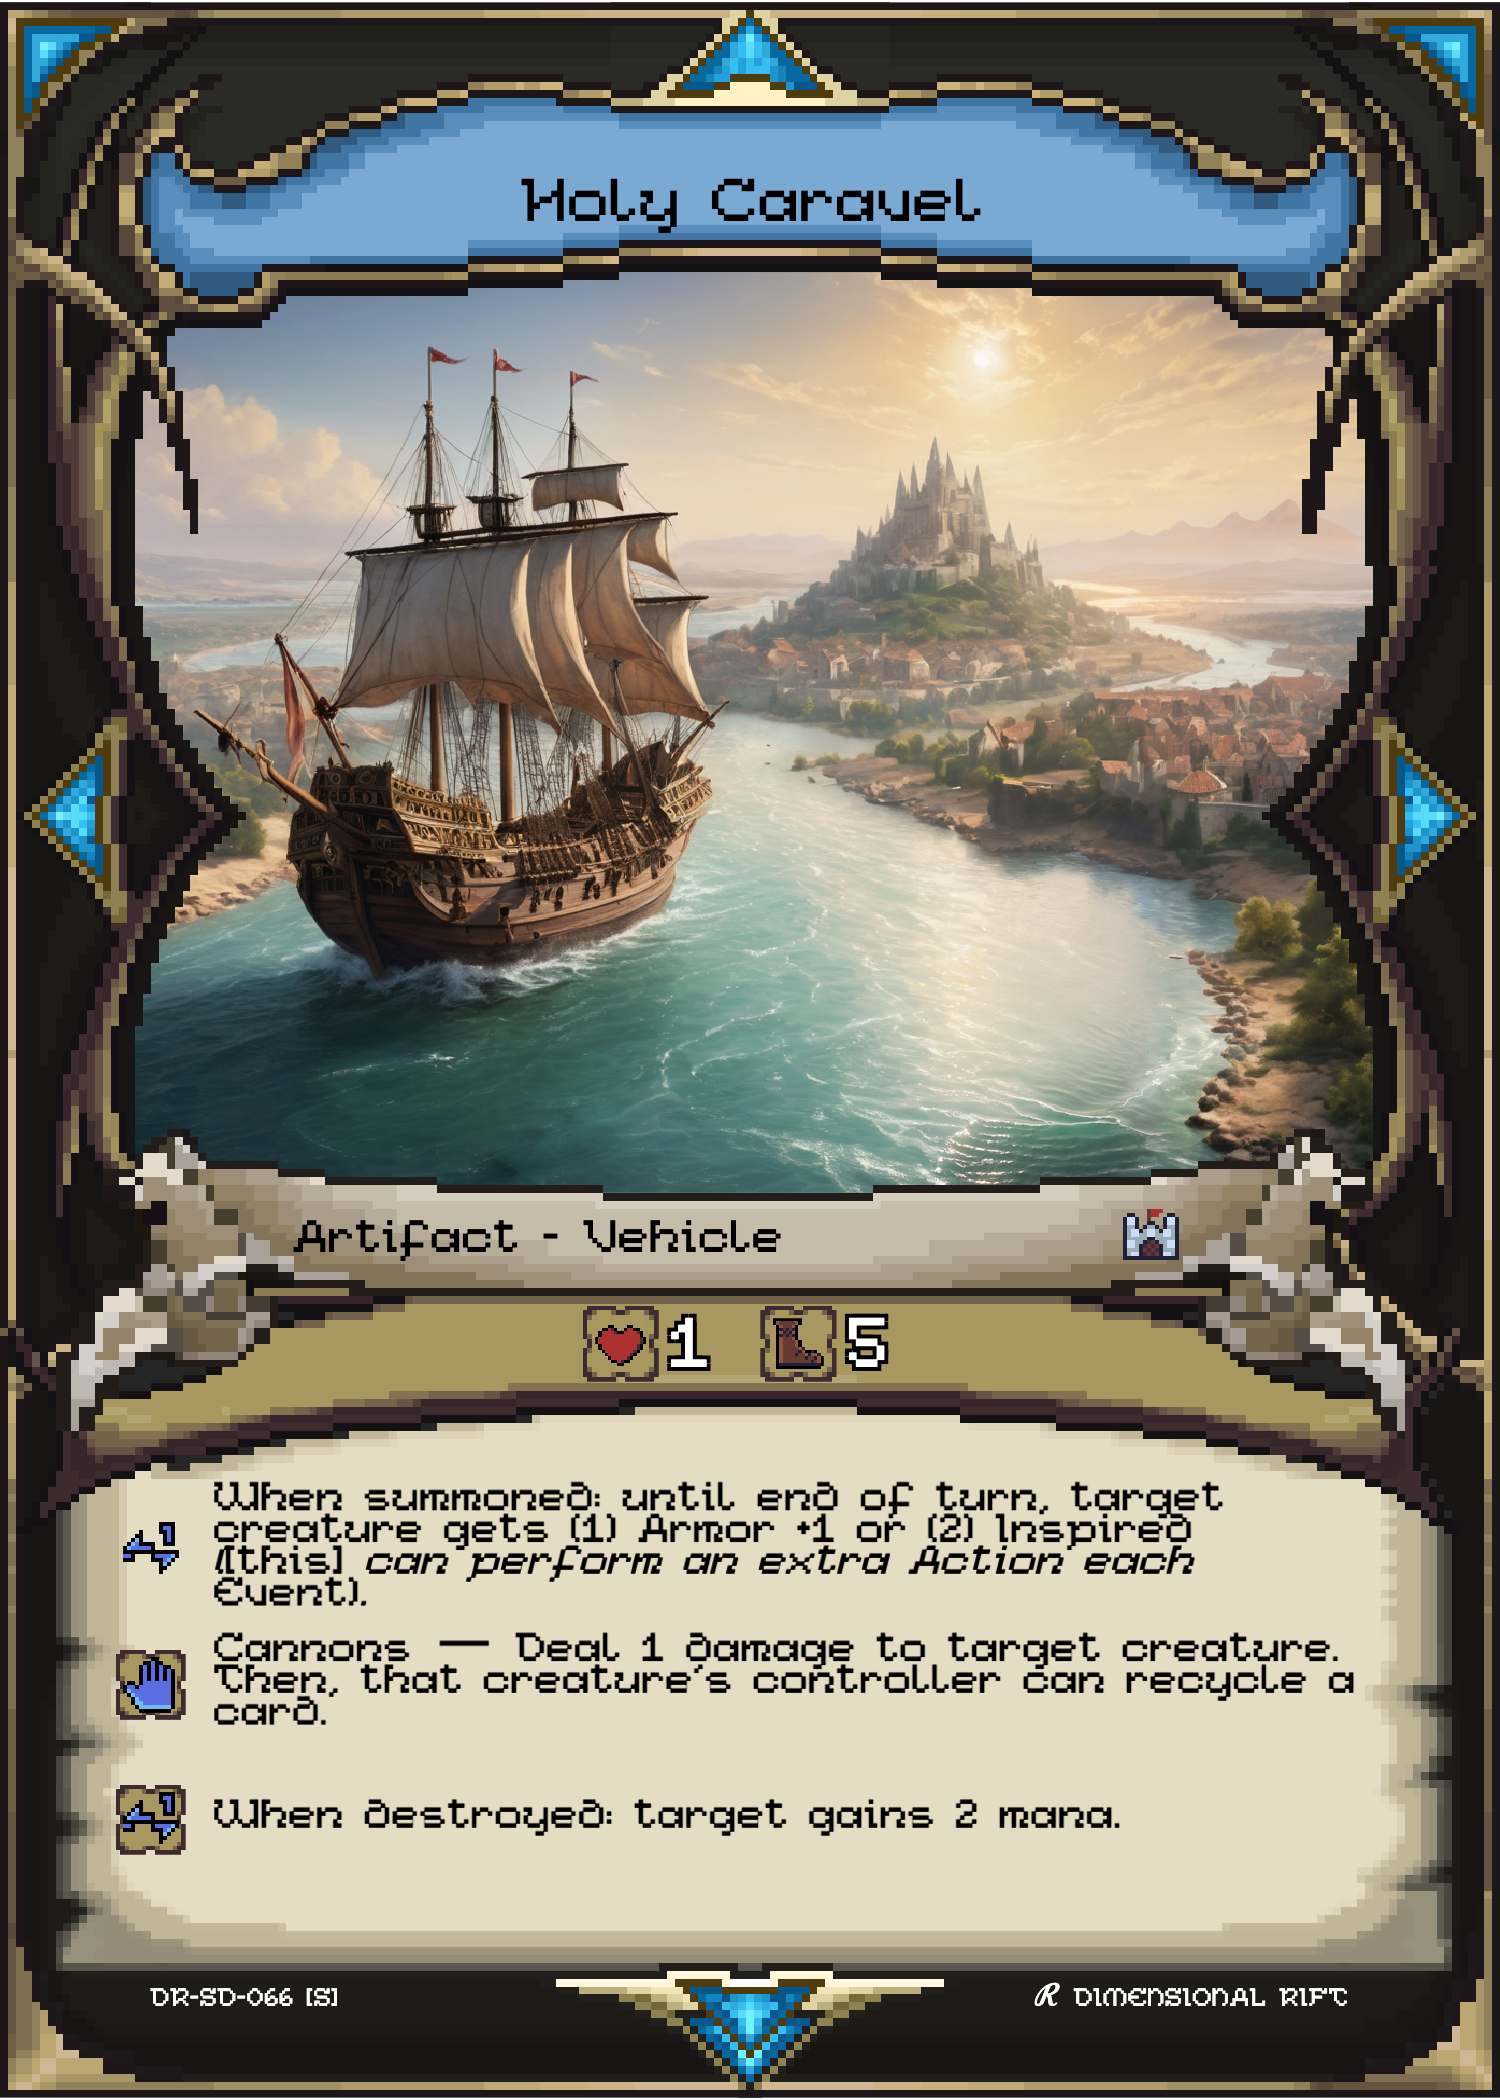 Holy Caravel
Artifact - Vehicle
1 5
When summoned: until end of turn, target
creature gets (1) Armor +1 or (2) Inspired
([this] can perform an extra Action each
Event).
Cannons — Deal 1 damage to target creature.
Then, that creature's controller can recycle a
card.
When destroyed: target gains 2 mana.
DR-SD-066 [S]
R DIMENSIONAL RIFT